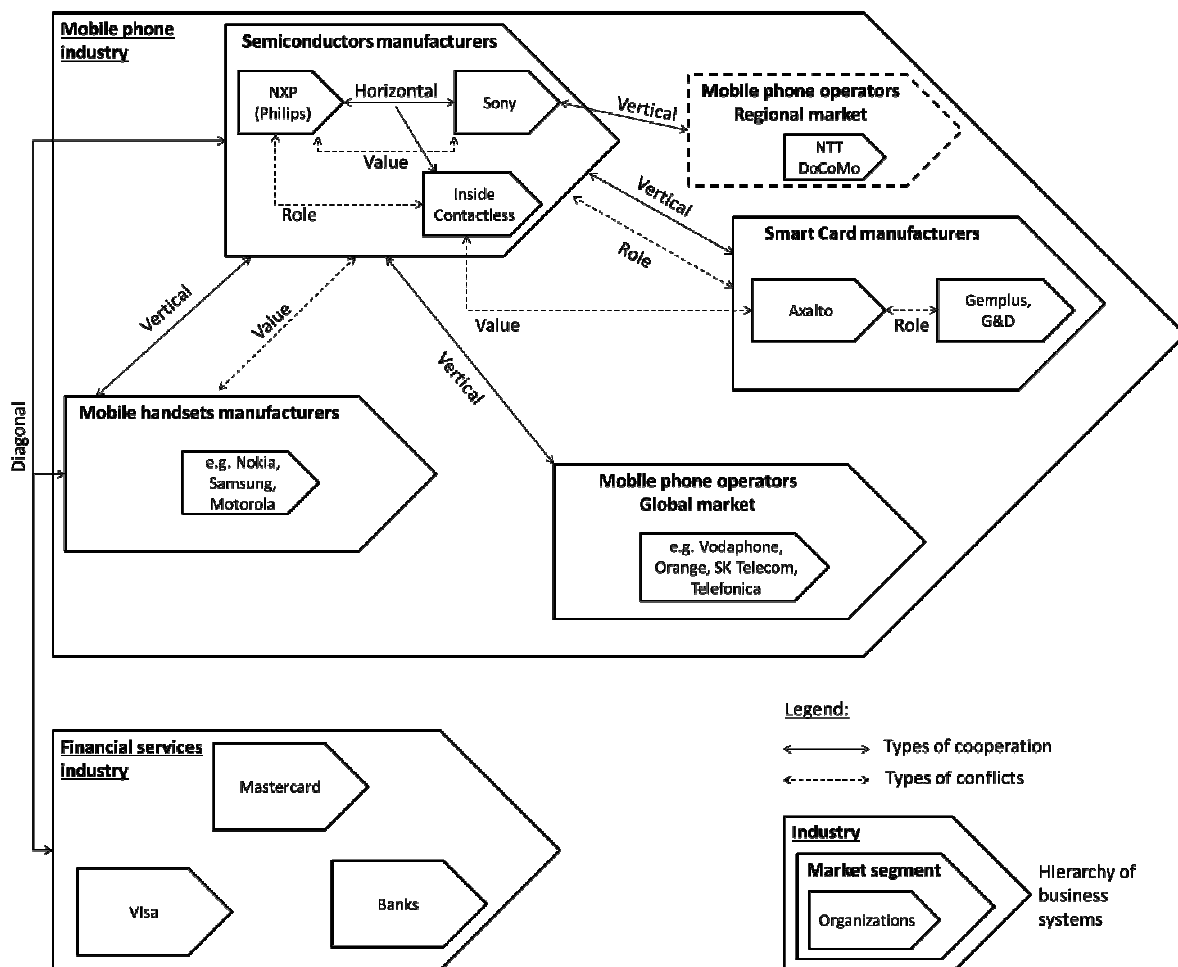 Mobile phone
industry
Semiconductors manufacturers
NXP
(Philips)
Horizontal
Sony
Value
Role
Inside
Contactless
Vertical
Mobile phone operators
Regional market
NTT
DoCoMo
Vertical
Role
Smart Card manufacturers
Axalto
Role
Gemplus,
G&D
Value
Vertical
Value
Vertical
Diagonal
Mobile handsets manufacturers
e.g. Nokia,
Samsung,
Motorola
Mobile phone operators
Global market
e.g. Vodaphone,
Orange, SK Telecom,
Telefonica
Financial services
industry
Mastercard
Visa
Banks
Legend:
Types of cooperation
Types of conflicts
Industry
Market segment
Organizations
Hierarchy of
business
systems